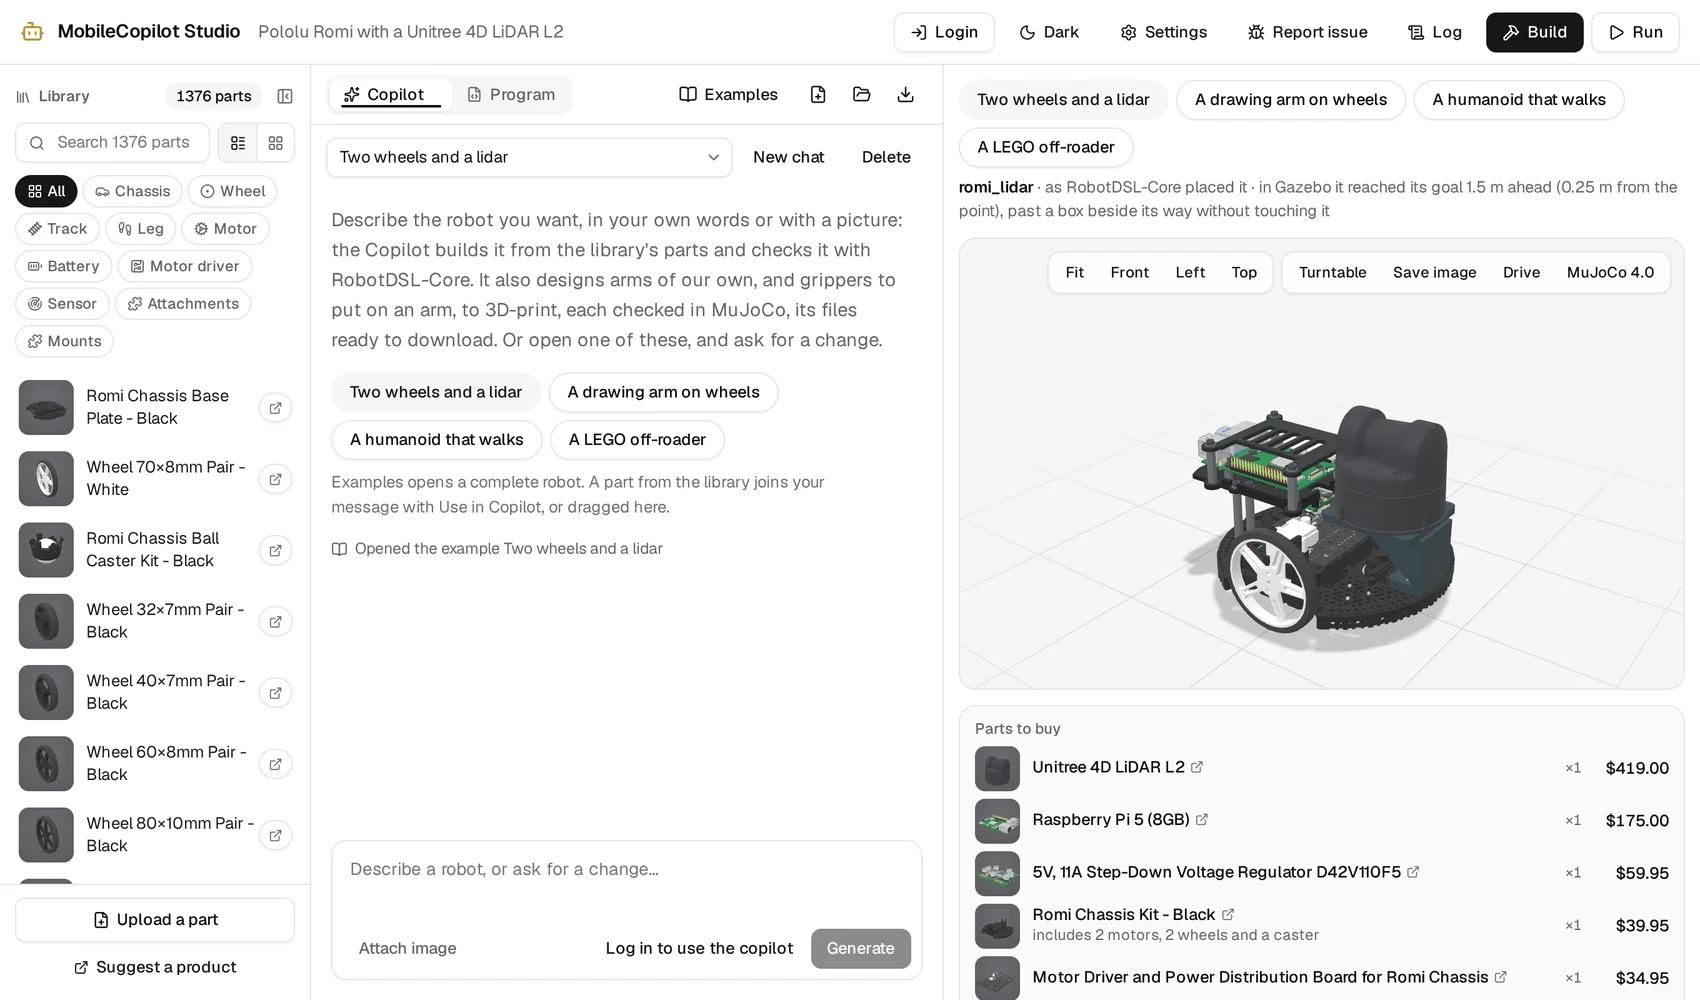 MobileCopilot Studio
Pololu Romi with a Unitree 4D LiDAR L2
Login
Dark
Settings
Report issue
Log
Build
Run
Library
1376 parts
Search 1376 parts
All
Chassis
Wheel
Track
Leg
Motor
Battery
Motor driver
Sensor
Attachments
Mounts
Romi Chassis Base
Plate - Black
Wheel 70×8mm Pair -
White
Romi Chassis Ball
Caster Kit - Black
Wheel 32×7mm Pair -
Black
Wheel 40×7mm Pair -
Black
Wheel 60×8mm Pair -
Black
Wheel 80×10mm Pair -
Black
Upload a part
Suggest a product
Copilot
Program
Examples
Two wheels and a lidar
New chat
Delete
Describe the robot you want, in your own words or with a picture:
the Copilot builds it from the library's parts and checks it with
RobotDSL-Core. It also designs arms of our own, and grippers to
put on an arm, to 3D-print, each checked in MuJoCo, its files
ready to download. Or open one of these, and ask for a change.
Two wheels and a lidar
A drawing arm on wheels
A humanoid that walks
A LEGO off-roader
Examples opens a complete robot. A part from the library joins your
message with Use in Copilot, or dragged here.
Opened the example Two wheels and a lidar
Describe a robot, or ask for a change...
Attach image
Log in to use the copilot
Generate
Two wheels and a lidar
A drawing arm on wheels
A humanoid that walks
A LEGO off-roader
romi_lidar · as RobotDSL-Core placed it · in Gazebo it reached its goal 1.5 m ahead (0.25 m from the
point), past a box beside its way without touching it
Fit
Front
Left
Top
Turntable
Save image
Drive
MuJoCo 4.0
Parts to buy
Unitree 4D LiDAR L2
×1
$419.00
Raspberry Pi 5 (8GB)
×1
$175.00
5V, 11A Step-Down Voltage Regulator D42V110F5
×1
$59.95
Romi Chassis Kit - Black
includes 2 motors, 2 wheels and a caster
×1
$39.95
Motor Driver and Power Distribution Board for Romi Chassis
×1
$34.95